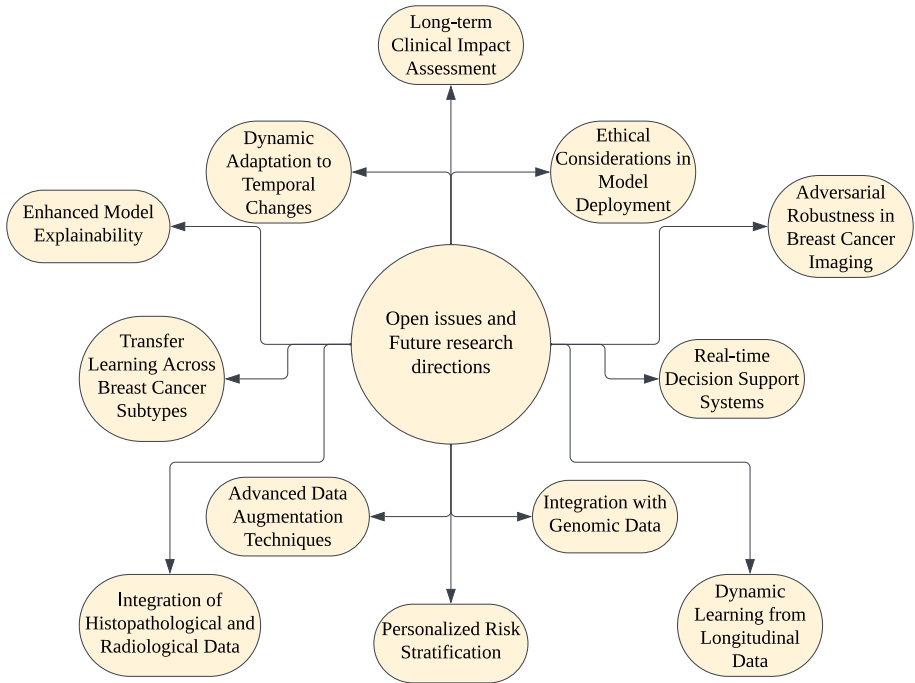 Long-term
Clinical Impact
Assessment
Dynamic
Adaptation to
Temporal
Changes
Ethical
Considerations in
Model
Deployment
Enhanced Model
Explainability
Adversarial
Robustness in
Breast Cancer
Imaging
Open issues and
Future research
directions
Transfer
Learning Across
Breast Cancer
Subtypes
Real-time
Decision Support
Systems
Advanced Data
Augmentation
Techniques
Integration with
Genomic Data
Integration of
Histopathological and
Radiological Data
Personalized Risk
Stratification
Dynamic
Learning from
Longitudinal
Data